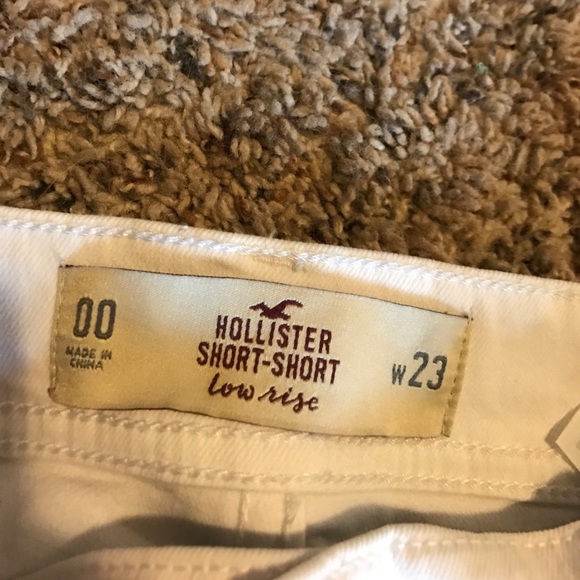 00
MADE IN
CHINA
HOLLISTER
SHORT-SHORT
low rise
W23